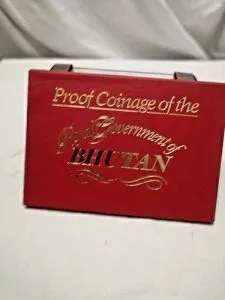 Proof Coinage of the
Royal Government of
BHUTAN